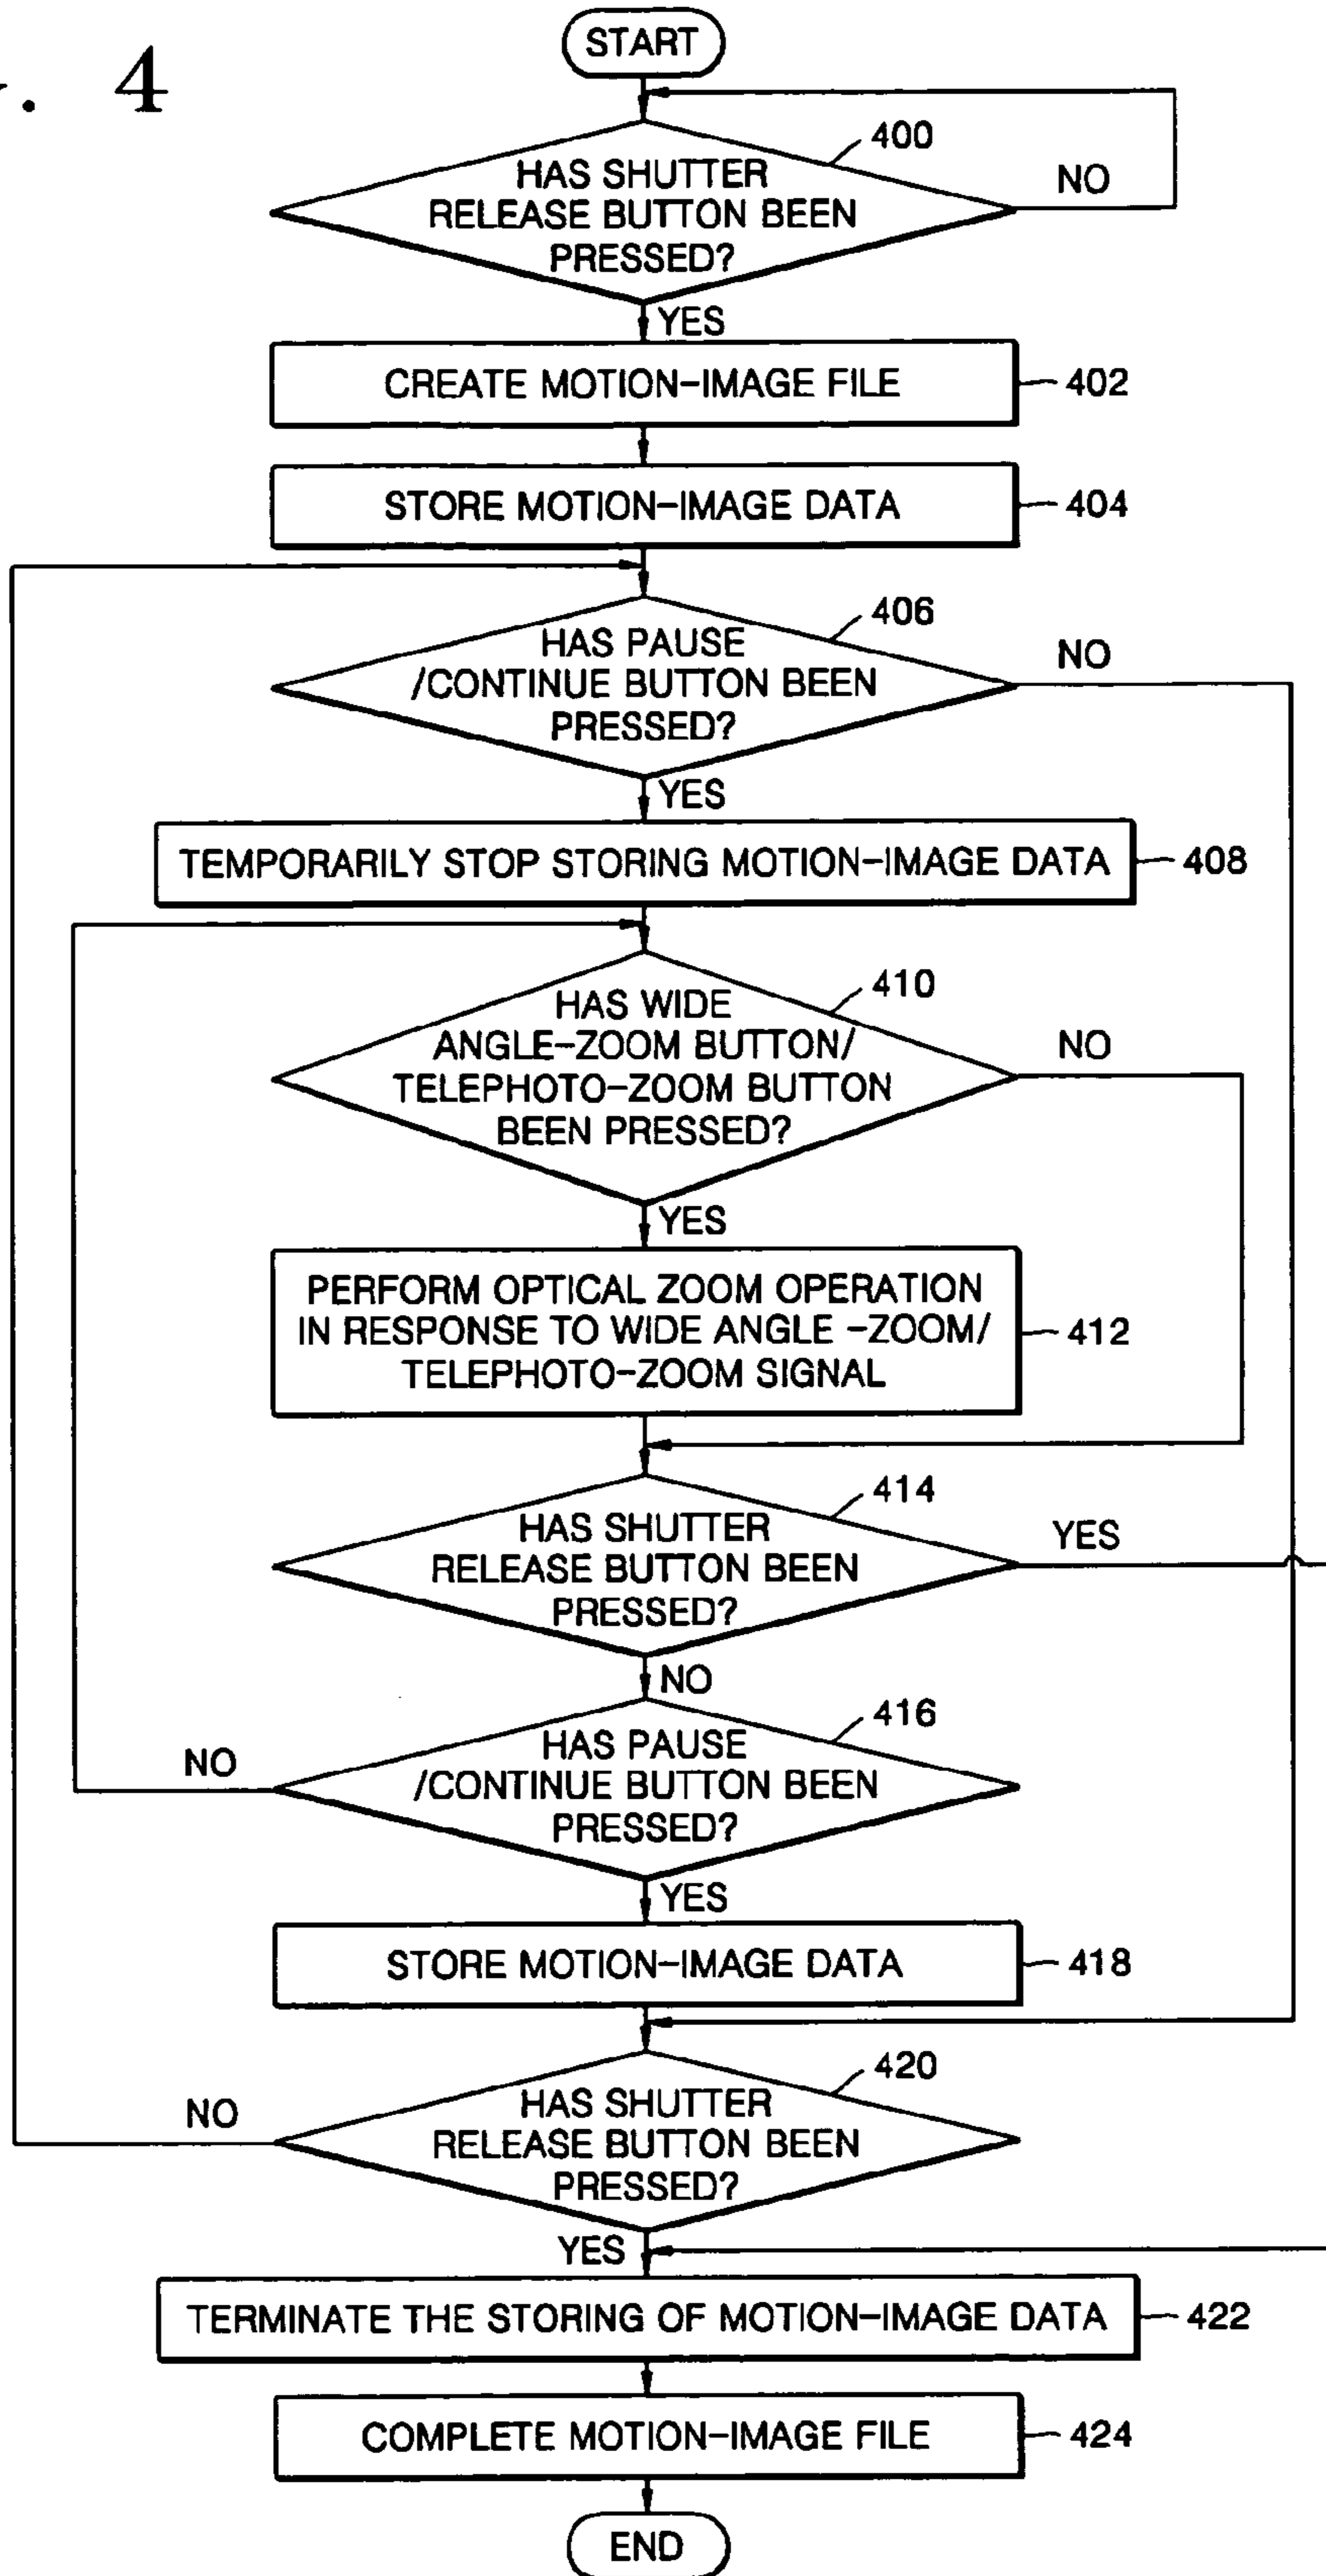 . 4
START
400
HAS SHUTTER
RELEASE BUTTON BEEN
PRESSED?
NO
YES
CREATE MOTION-IMAGE FILE
402
STORE MOTION-IMAGE DATA
404
406
HAS PAUSE
/CONTINUE BUTTON BEEN
PRESSED?
NO
YES
TEMPORARILY STOP STORING MOTION-IMAGE DATA
408
410
HAS WIDE
ANGLE-ZOOM BUTTON/
TELEPHOTO-ZOOM BUTTON
BEEN PRESSED?
NO
YES
PERFORM OPTICAL ZOOM OPERATION
IN RESPONSE TO WIDE ANGLE -ZOOM/
TELEPHOTO-ZOOM SIGNAL
412
414
HAS SHUTTER
RELEASE BUTTON BEEN
PRESSED?
YES
NO
416
HAS PAUSE
/CONTINUE BUTTON BEEN
PRESSED?
NO
YES
STORE MOTION-IMAGE DATA
418
420
HAS SHUTTER
RELEASE BUTTON BEEN
PRESSED?
NO
YES
TERMINATE THE STORING OF MOTION-IMAGE DATA
422
COMPLETE MOTION-IMAGE FILE
424
END